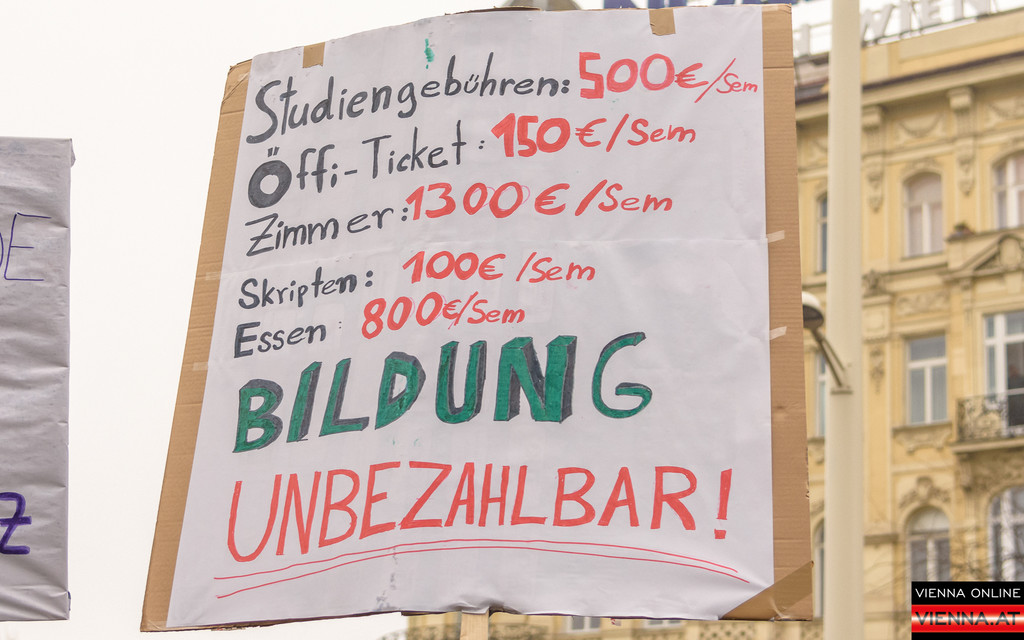 Studiengebühren: 500€/Sem
Öffi-Ticket: 150€/Sem
Zimmer: 1300€/Sem
Skripten: 100€/Sem
Essen: 800€/Sem
BILDUNG
UNBEZAHLBAR!
WIEN
E
Z
VIENNA ONLINE
VIENNA.AT